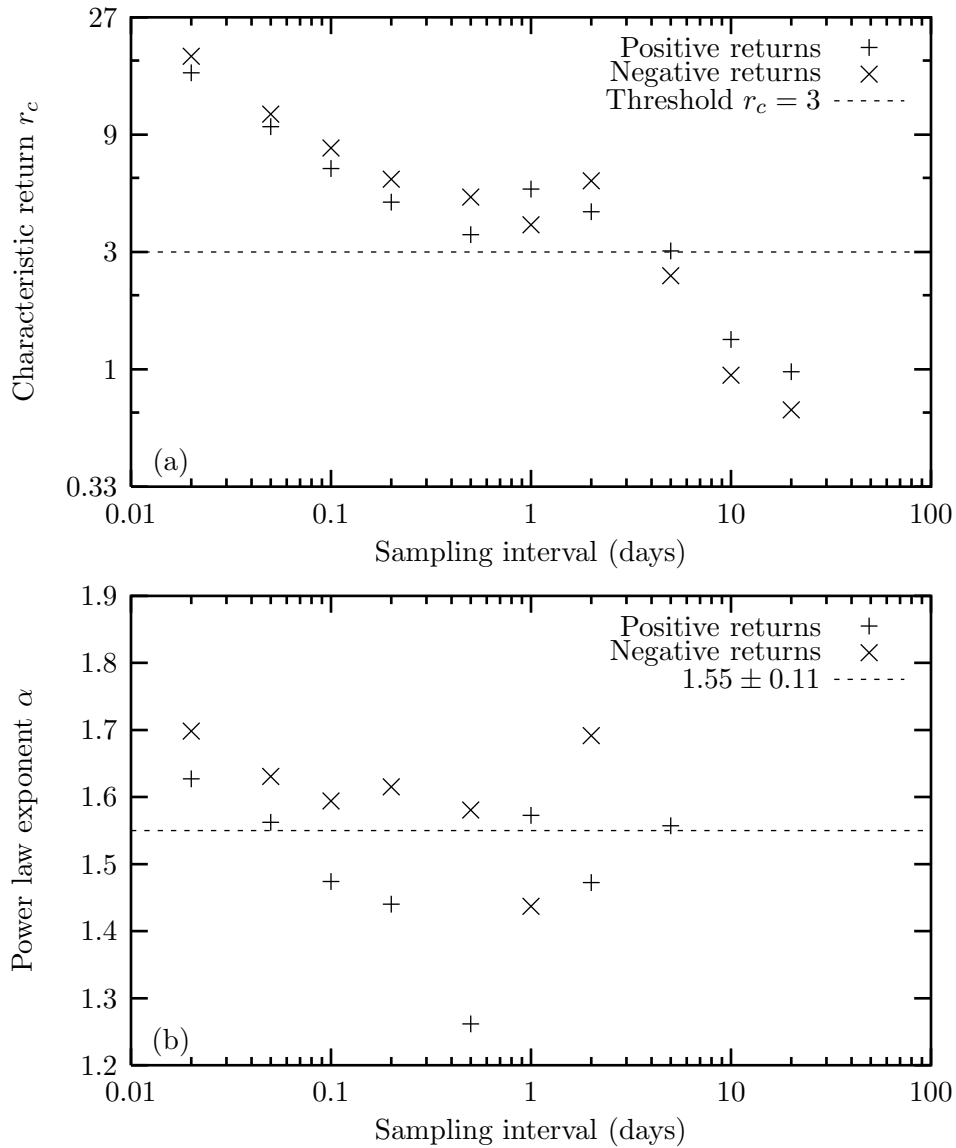 27
9
3
1
0.33
Characteristic return r_c
Positive returns
Negative returns
Threshold r_c = 3
(a)
0.01 0.1 1 10 100
Sampling interval (days)
1.9
1.8
1.7
1.6
1.5
1.4
1.3
1.2
Power law exponent α
Positive returns
Negative returns
1.55 ± 0.11
(b)
0.01 0.1 1 10 100
Sampling interval (days)